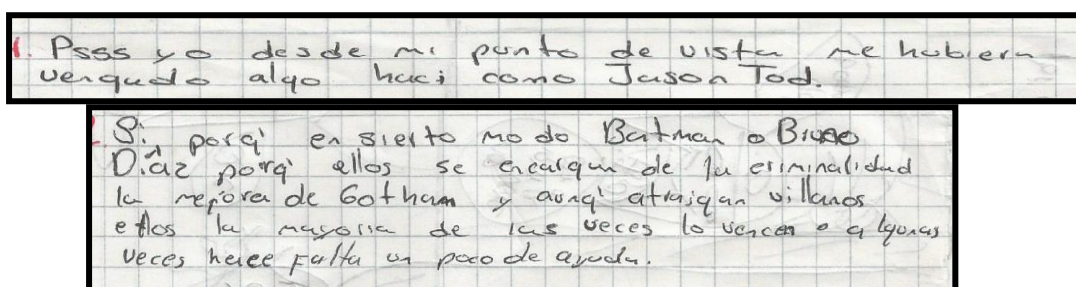 1. Psss yo desde mi punto de vista me hubiera
vengado algo haci como Jason Tod.
2. Si porq' en sierto modo Batman o Bruno
Díaz porq' ellos se encargan de la criminalidad
la mejora de Gotham y aunq' atraigan villanos
ellos la mayoria de las veces lo vencen o algunas
veces hace falta un poco de ayuda.